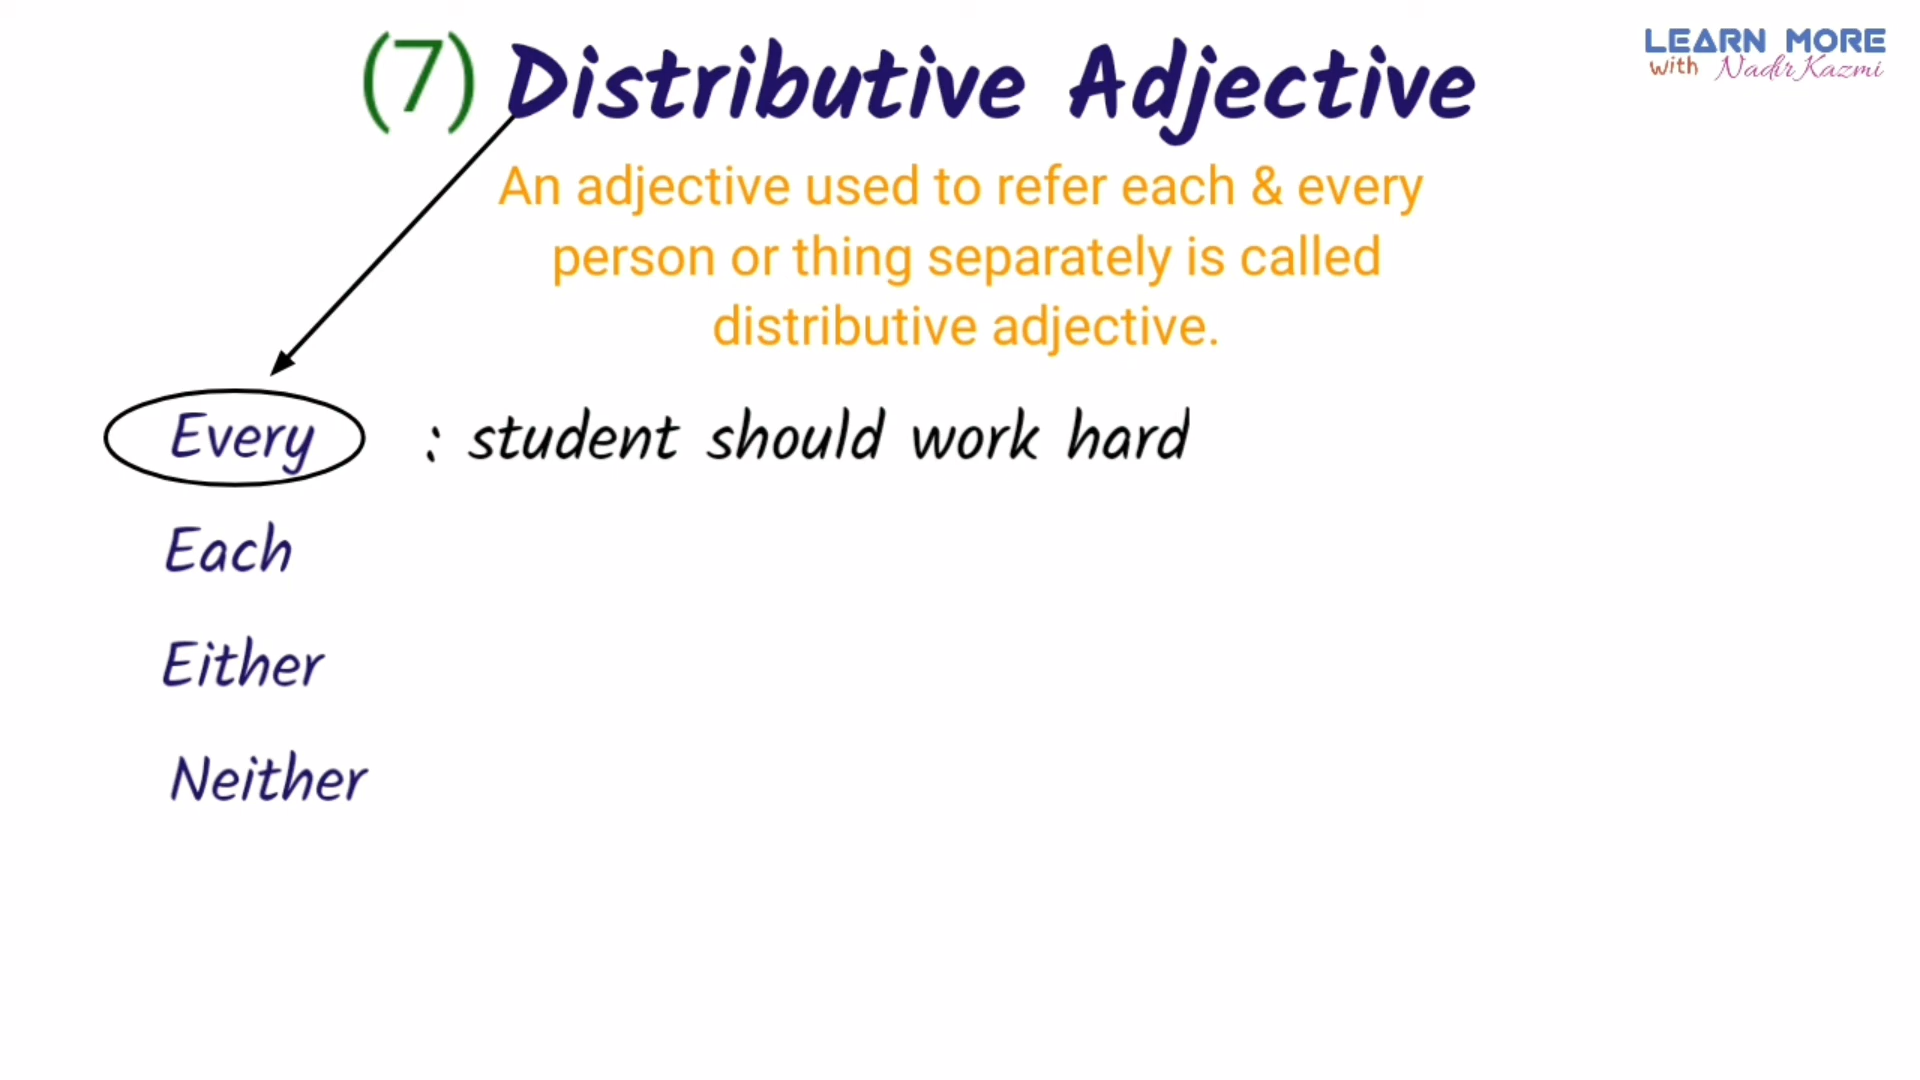 (7) Distributive Adjective
LEARN MORE
with Nadir Kazmi
An adjective used to refer each & every
person or thing separately is called
distributive adjective.
Every : student should work hard
Each
Either
Neither